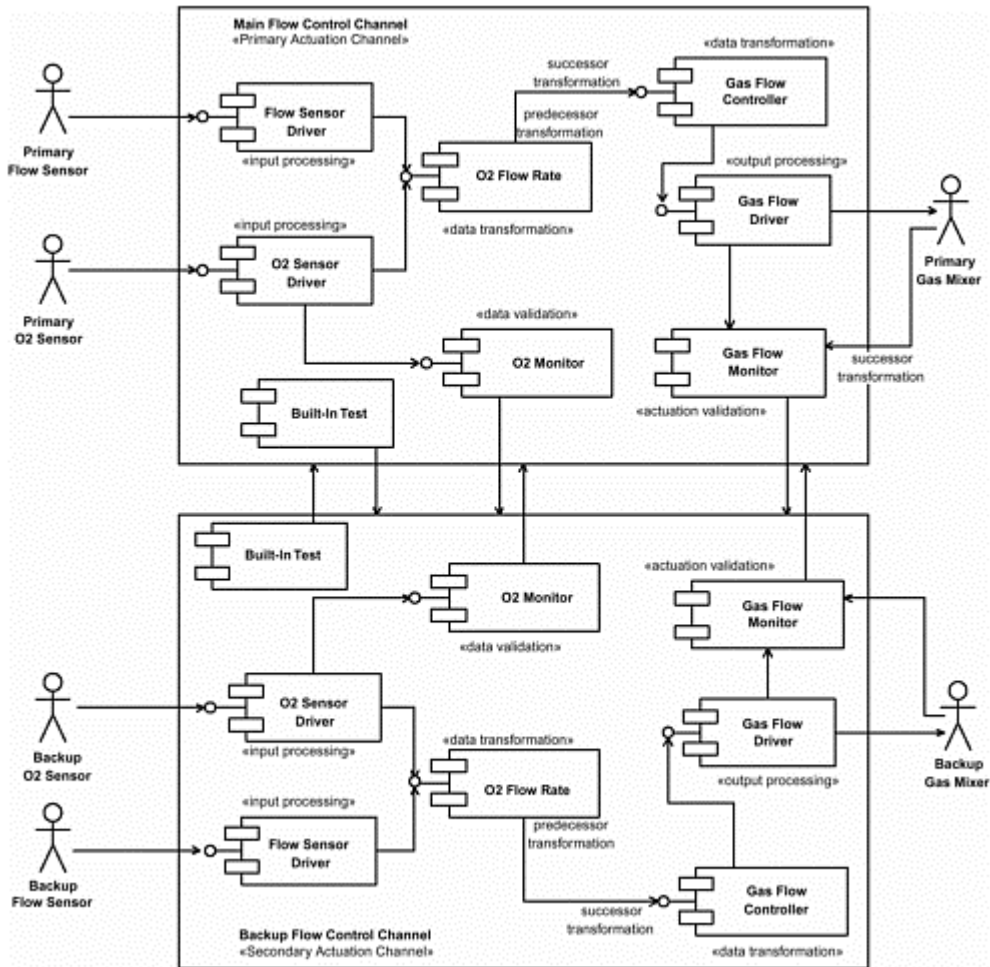 Main Flow Control Channel
«Primary Actuation Channel»
«data transformation»
successor
transformation
Gas Flow
Controller
Flow Sensor
Driver
predecessor
transformation
Primary
Flow Sensor
«input processing»
O2 Flow Rate
«output processing»
Gas Flow
Driver
«input processing»
«data transformation»
O2 Sensor
Driver
Primary
Gas Mixer
Primary
O2 Sensor
«data validation»
O2 Monitor
Gas Flow
Monitor
successor
transformation
Built-In Test
«actuation validation»
Built-In Test
«actuation validation»
O2 Monitor
Gas Flow
Monitor
«data validation»
O2 Sensor
Driver
Gas Flow
Driver
Backup
O2 Sensor
«input processing»
«data transformation»
Backup
Gas Mixer
«output processing»
O2 Flow Rate
«input processing»
predecessor
transformation
Flow Sensor
Driver
Backup
Flow Sensor
Gas Flow
Controller
successor
transformation
Backup Flow Control Channel
«Secondary Actuation Channel»
«data transformation»